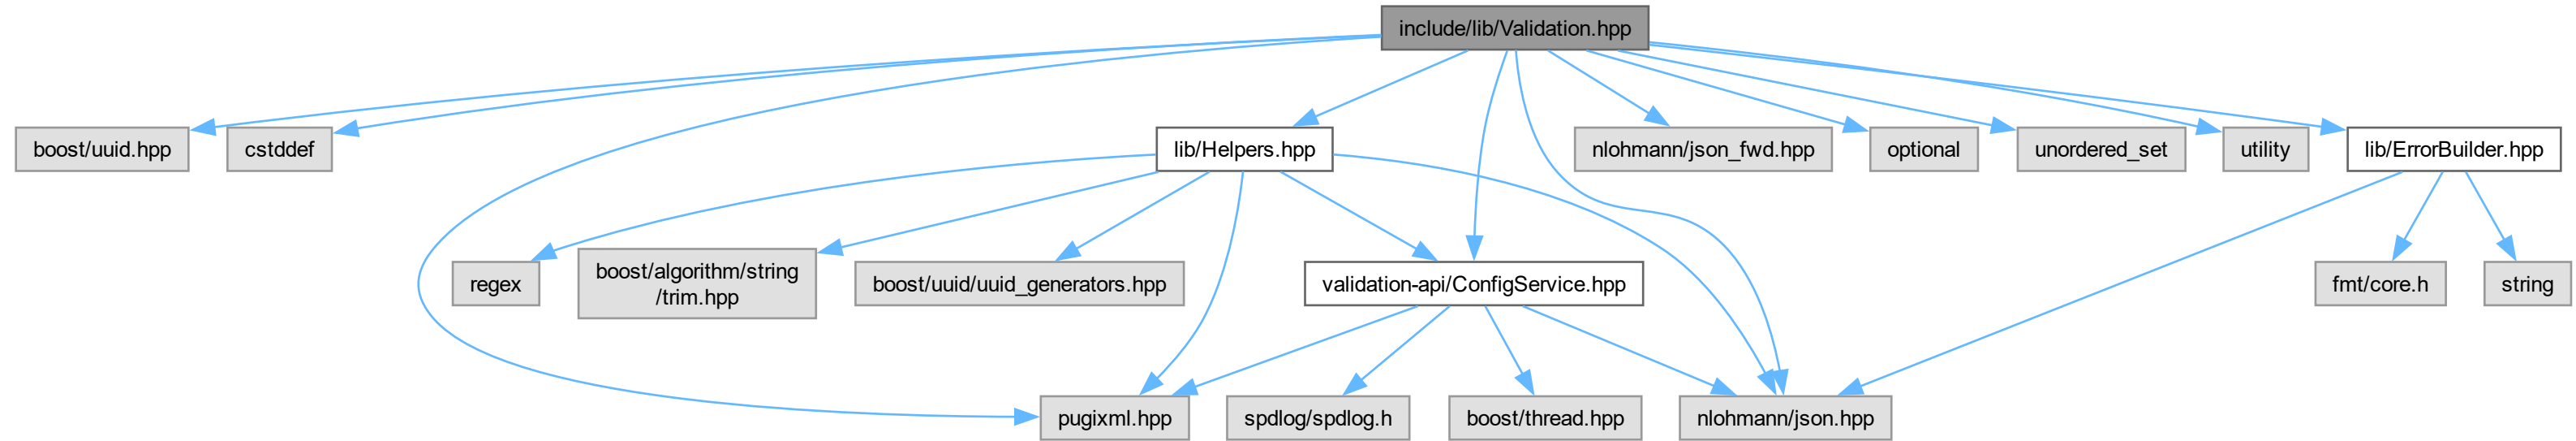 include/lib/Validation.hpp
boost/uuid.hpp
cstddef
lib/Helpers.hpp
nlohmann/json_fwd.hpp
optional
unordered_set
utility
lib/ErrorBuilder.hpp
regex
boost/algorithm/string
/trim.hpp
boost/uuid/uuid_generators.hpp
validation-api/ConfigService.hpp
fmt/core.h
string
pugixml.hpp
spdlog/spdlog.h
boost/thread.hpp
nlohmann/json.hpp